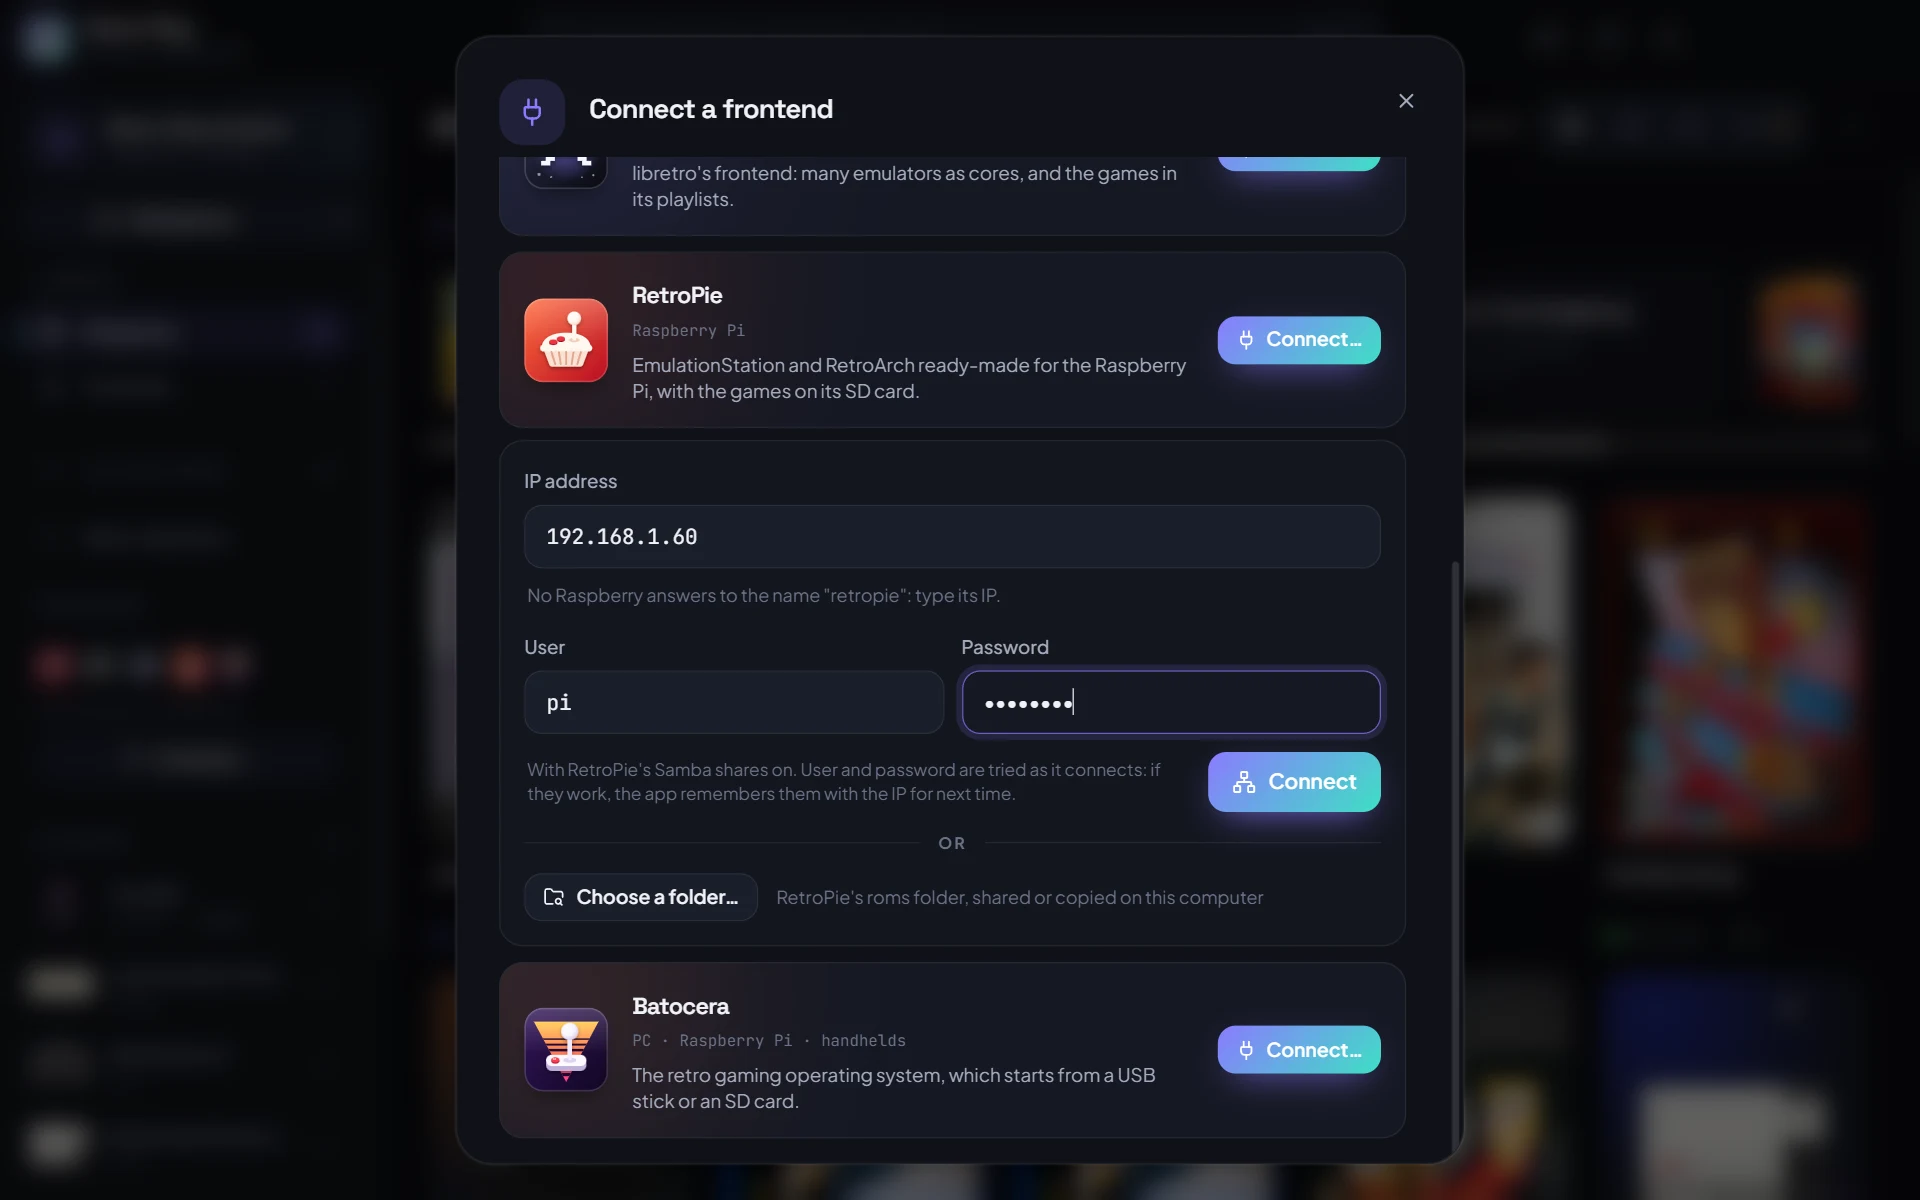 Connect a frontend
libretro's frontend: many emulators as cores, and the games in
its playlists.
RetroPie
Raspberry Pi
EmulationStation and RetroArch ready-made for the Raspberry
Pi, with the games on its SD card.
Connect...
IP address
192.168.1.60
No Raspberry answers to the name "retropie": type its IP.
User
Password
pi
••••••••
With RetroPie's Samba shares on. User and password are tried as it connects: if
they work, the app remembers them with the IP for next time.
Connect
OR
Choose a folder...
RetroPie's roms folder, shared or copied on this computer
Batocera
PC · Raspberry Pi · handhelds
The retro gaming operating system, which starts from a USB
stick or an SD card.
Connect...